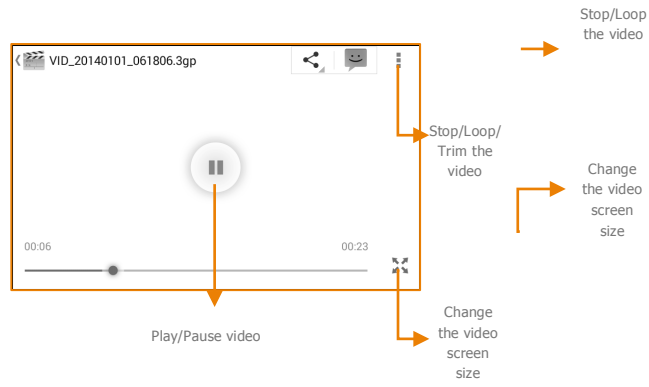 VID_20140101_061806.3gp
Stop/Loop
the video
Stop/Loop/
Trim the
video
Change
the video
screen
size
00:06
00:23
Play/Pause video
Change
the video
screen
size